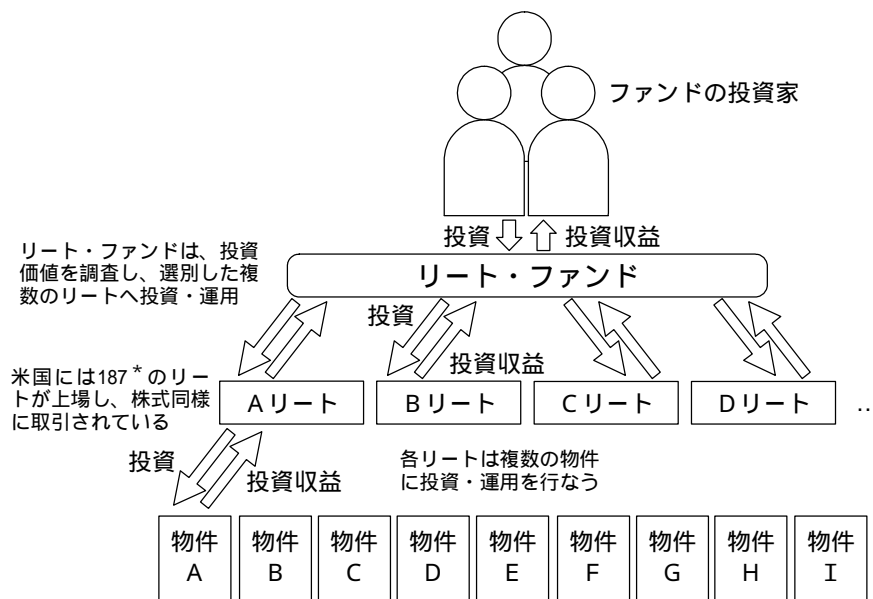 ファンドの投資家
投資
投資収益
リート・ファンドは、投資
価値を調査し、選別した複
数のリートへ投資・運用
リート・ファンド
投資
投資収益
米国には187*のリー
トが上場し、株式同様
に取引されている
Aリート
Bリート
Cリート
Dリート
‥
投資
投資収益
各リートは複数の物件
に投資・運用を行なう
物件
A
物件
B
物件
C
物件
D
物件
E
物件
F
物件
G
物件
H
物件
I